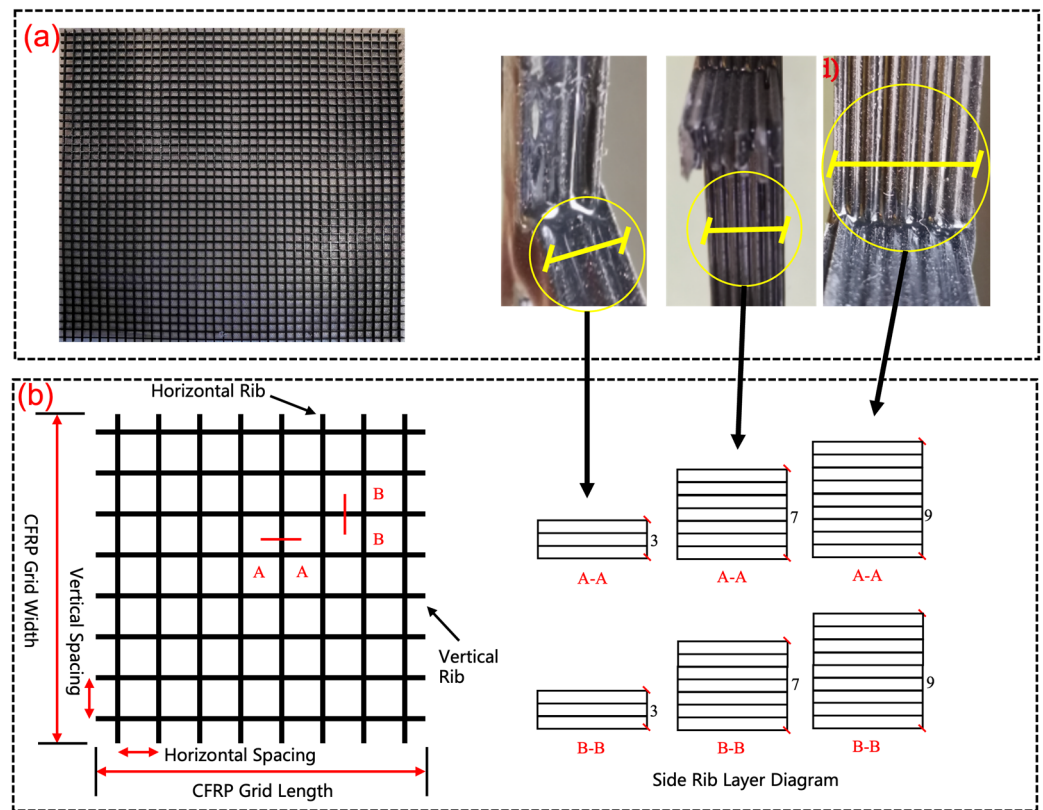 (a)
d)
(b)
Horizontal Rib
CFRP Grid Width
Vertical Spacing
B
B
A A
Vertical
Rib
Horizontal Spacing
CFRP Grid Length
3
7
9
A-A
A-A
A-A
3
7
9
B-B
B-B
B-B
Side Rib Layer Diagram